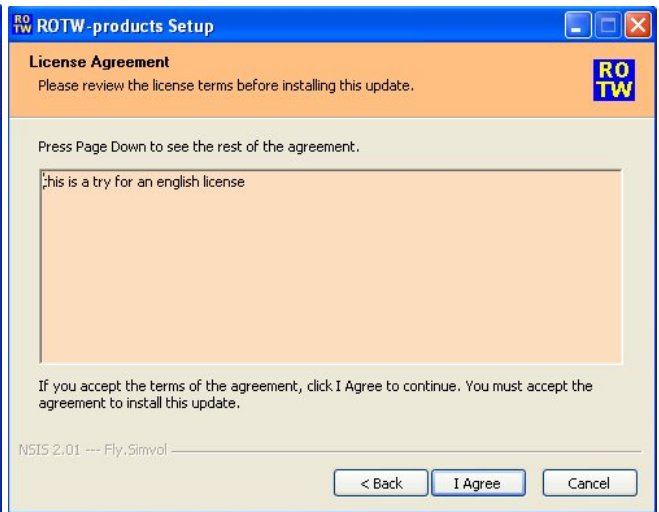 RO
TW
ROTW-products Setup
License Agreement
Please review the license terms before installing this update.
RO
TW
Press Page Down to see the rest of the agreement.
this is a try for an english license
If you accept the terms of the agreement, click I Agree to continue. You must accept the
agreement to install this update.
NSIS 2.01 --- Fly.Simvol
< Back
I Agree
Cancel